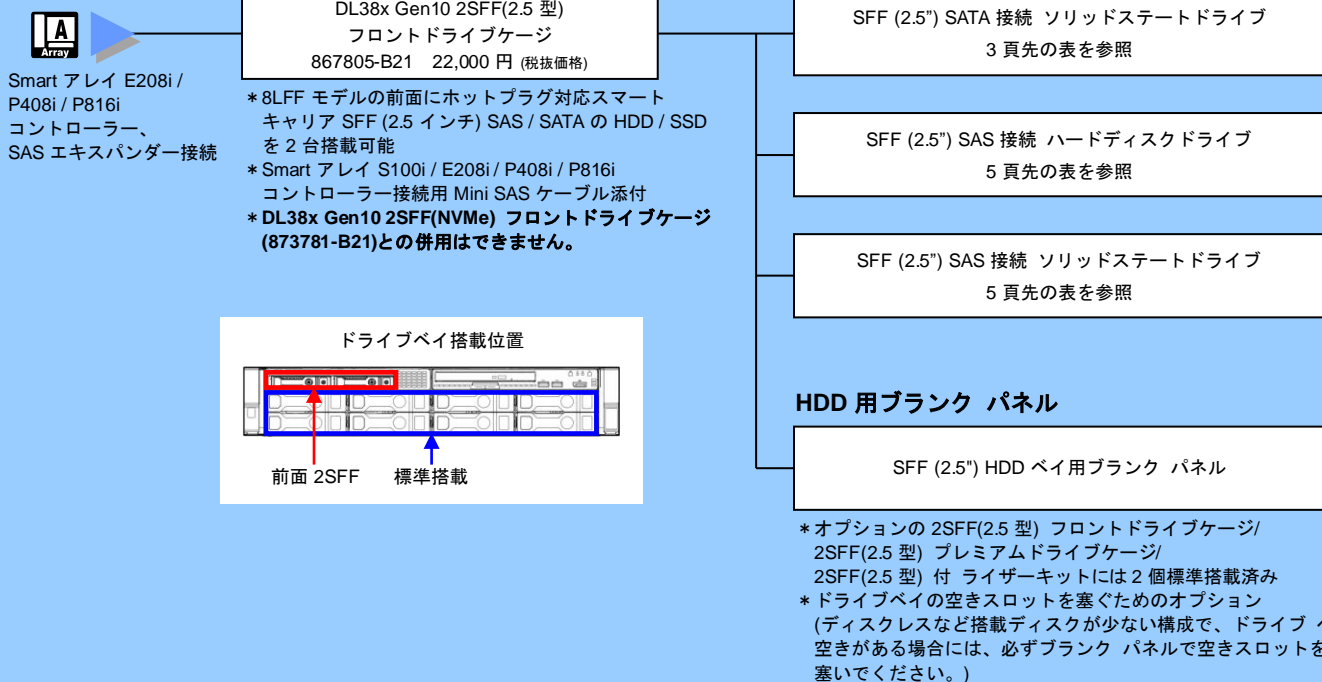 A
Array
Smart アレイ E208i /
P408i / P816i
コントローラー、
SAS エキスパンダー接続
DL38x Gen10 2SFF(2.5 型)
フロントドライブケージ
867805-B21 22,000 円 (税抜価格)
*8LFF モデルの前面にホットプラグ対応スマート
キャリア SFF (2.5 インチ) SAS / SATA の HDD / SSD
を 2 台搭載可能
*Smart アレイ S100i / E208i / P408i / P816i
コントローラー接続用 Mini SAS ケーブル添付
*DL38x Gen10 2SFF(NVMe) フロントドライブケージ
(873781-B21)との併用はできません。
ドライブベイ搭載位置
前面 2SFF 標準搭載
SFF (2.5") SATA 接続 ソリッドステートドライブ
3 頁先の表を参照
SFF (2.5") SAS 接続 ハードディスクドライブ
5 頁先の表を参照
SFF (2.5") SAS 接続 ソリッドステートドライブ
5 頁先の表を参照
HDD 用ブランク パネル
SFF (2.5") HDD ベイ用ブランク パネル
*オプションの 2SFF(2.5 型) フロントドライブケージ/
2SFF(2.5 型) プレミアムドライブケージ/
2SFF(2.5 型) 付 ライザーキットには 2 個標準搭載済み
*ドライブベイの空きスロットを塞ぐためのオプション
(ディスクレスなど搭載ディスクが少ない構成で、ドライブ
空きがある場合には、必ずブランク パネルで空きスロットを
塞いでください。)